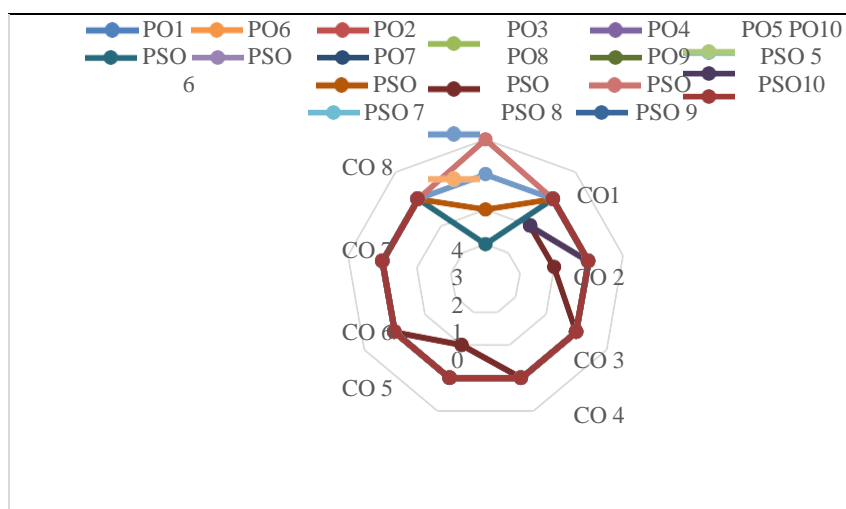 PO1 PO6 PO2 PO3 PO4 PO5 PO10
PSO PSO PO7 PO8 PO9 PSO 5
6 PSO PSO PSO PSO10
PSO 7 PSO 8 PSO 9
CO 8
CO1
4
CO 7
3
CO 2
2
1
CO 6
0
CO 3
CO 5
CO 4